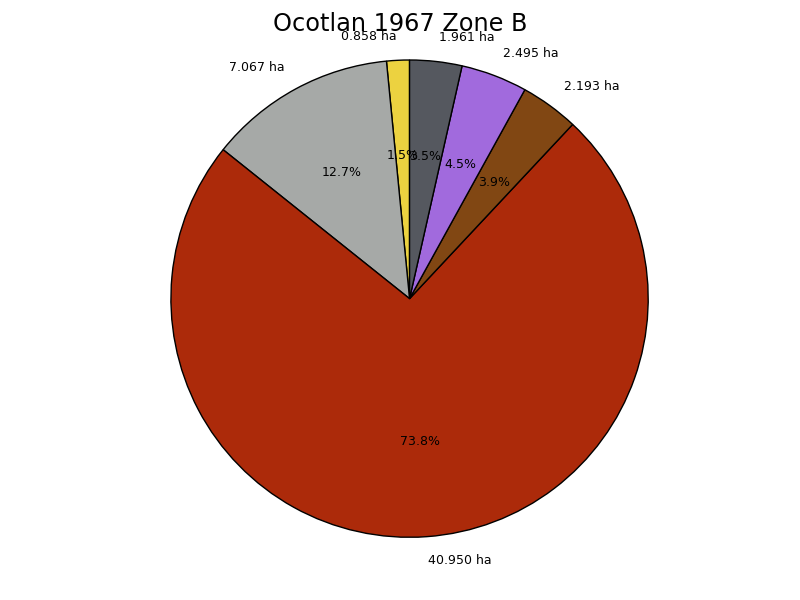 Ocotlan 1967 Zone B
0.858 ha
1.961 ha
2.495 ha
7.067 ha
2.193 ha
1.5%
3.5%
4.5%
12.7%
3.9%
73.8%
40.950 ha